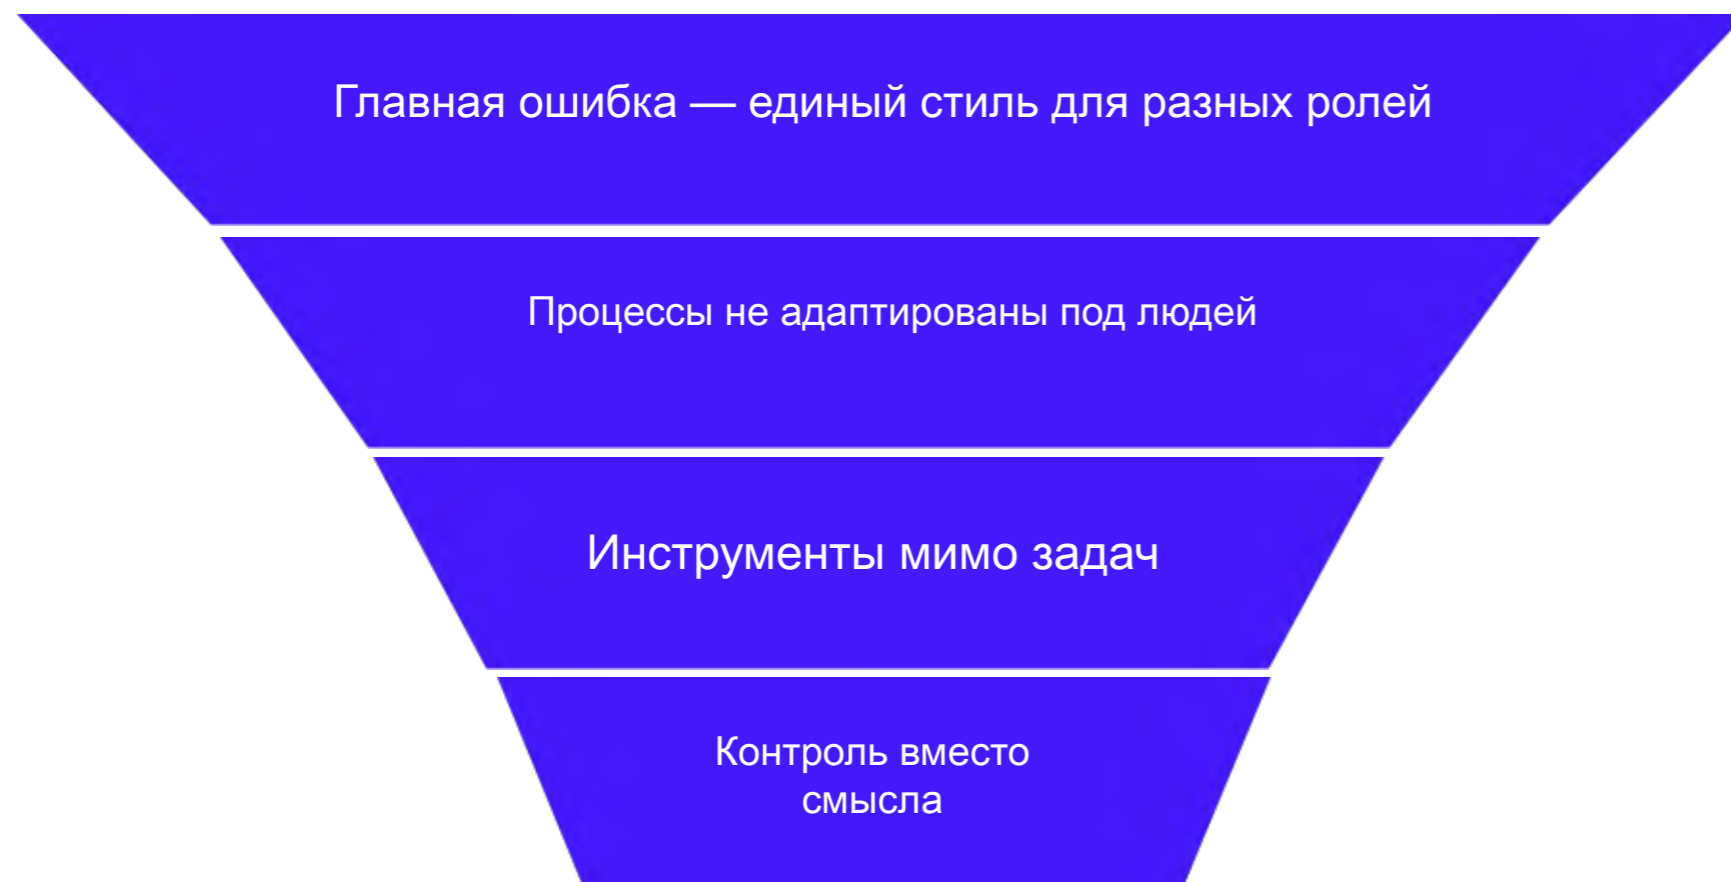 Главная ошибка — единый стиль для разных ролей
Процессы не адаптированы под людей
Инструменты мимо задач
Контроль вместо
смысла